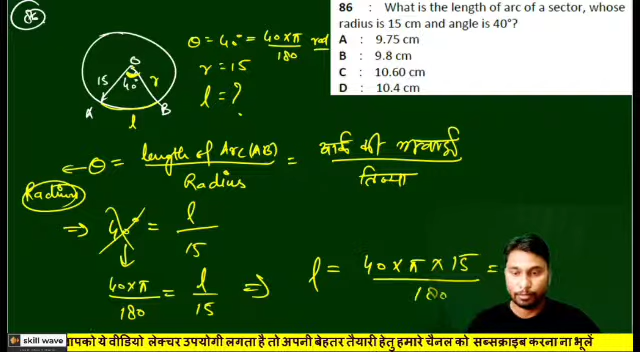 86
86 : What is the length of arc of a sector, whose
radius is 15 cm and angle is 40°?
A : 9.75 cm
B : 9.8 cm
C : 10.60 cm
D : 10.4 cm
θ = 40° = 40×π/180 rad
r = 15
l = ?
θ
15
40°
r
A
B
l
θ = length of Arc(AB)/Radius = आर्क की लम्बाई/त्रिज्या
Radius
⇒ 40° = l/15
40×π/180 = l/15 ⇒ l = 40×π×15/180 =
skill wave
आपको ये वीडियो लेक्चर उपयोगी लगता है तो अपनी बेहतर तैयारी हेतु हमारे चैनल को सब्सक्राइब करना ना भूलें